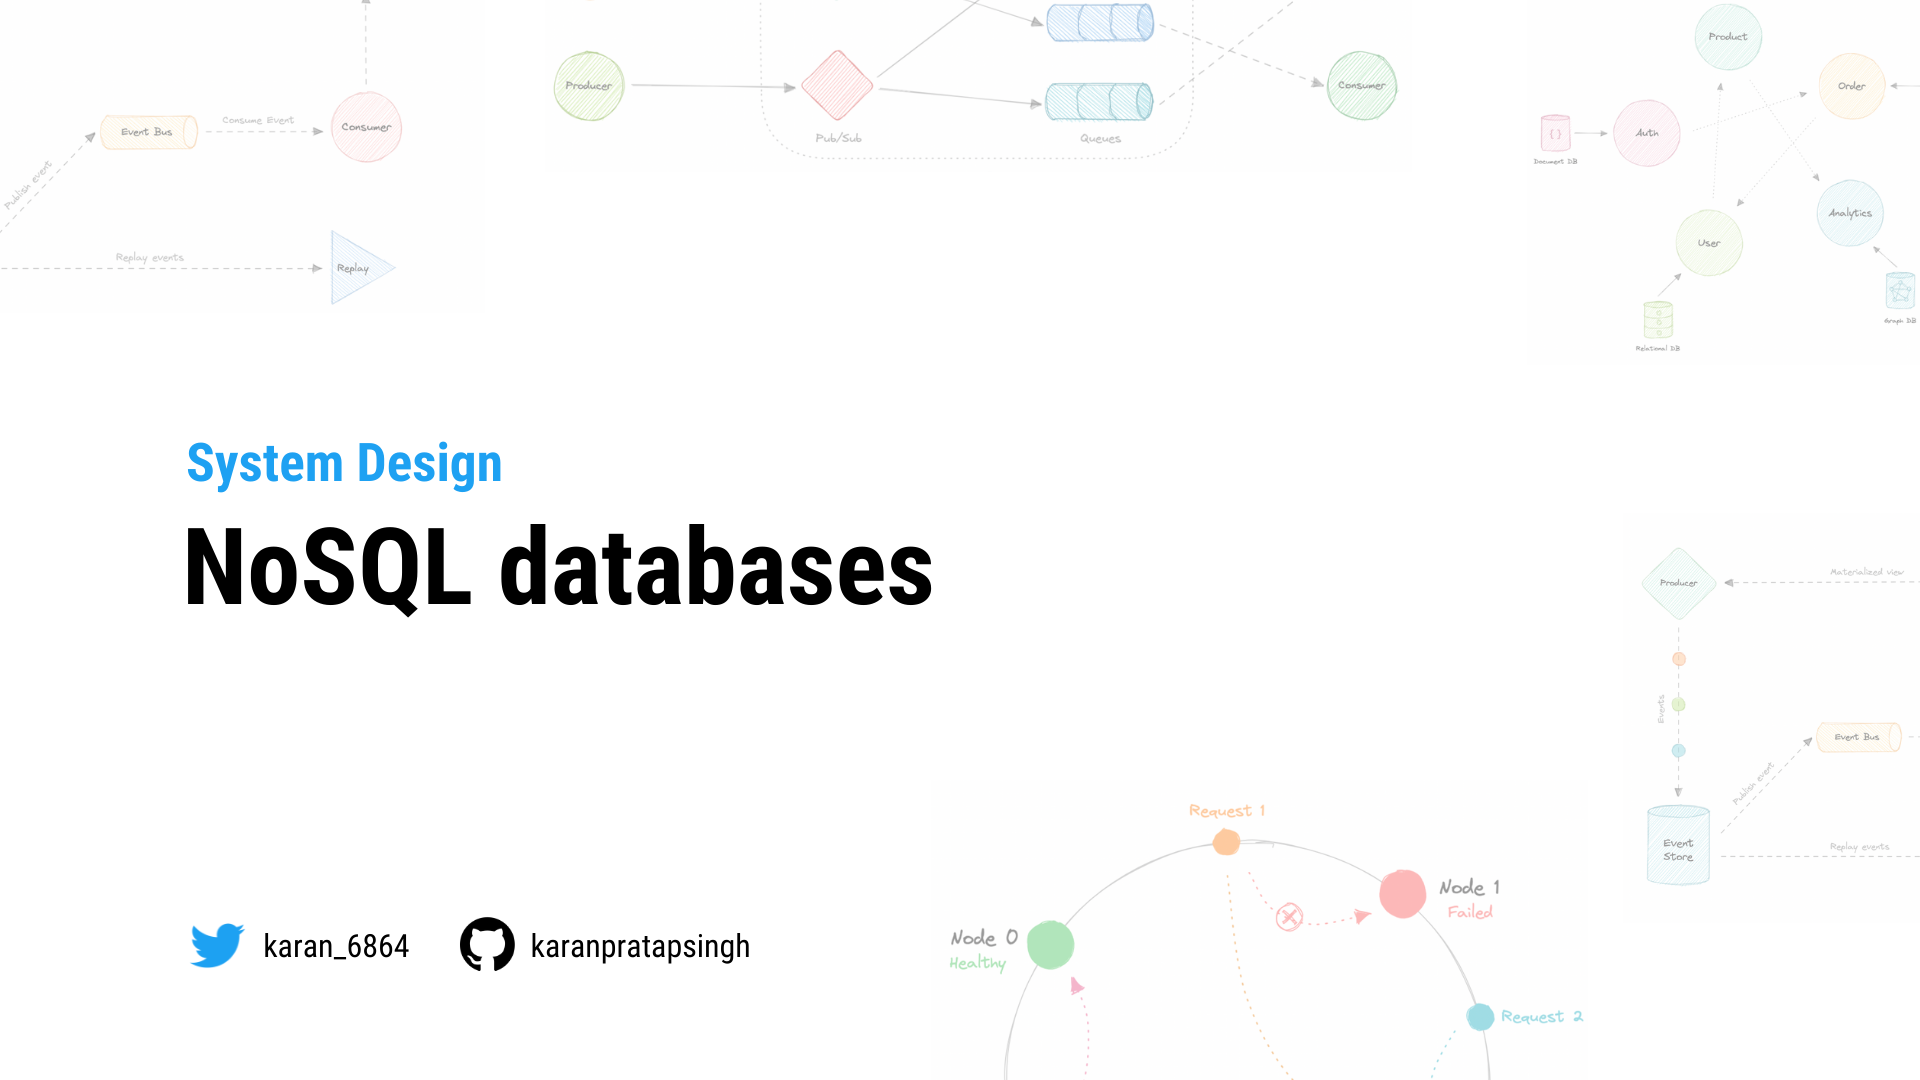 Event Bus
Consume Event
Consumer
Publish event
Replay events
Replay
Producer
Pub/Sub
Queues
Consumer
Product
Order
Auth
{ }
Document DB
Analytics
User
Graph DB
Relational DB
System Design
NoSQL databases
Producer
Materialized view
Events
Event Bus
Publish event
Event
Store
Replay events
Request 1
Node 1
Failed
Node 0
Healthy
Request 2
karan_6864
karanpratapsingh